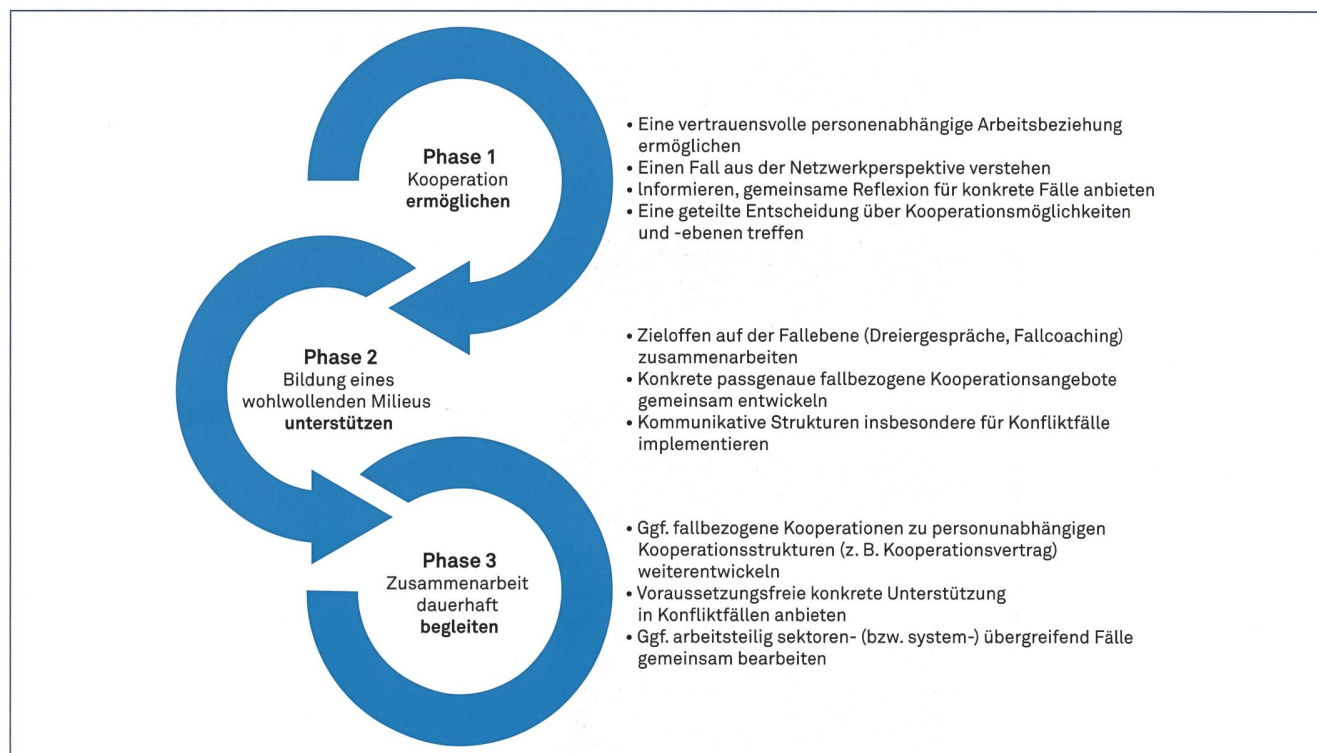 Phase 1
Kooperation
ermöglichen
• Eine vertrauensvolle personenabhängige Arbeitsbeziehung
ermöglichen
• Einen Fall aus der Netzwerkperspektive verstehen
• Informieren, gemeinsame Reflexion für konkrete Fälle anbieten
• Eine geteilte Entscheidung über Kooperationsmöglichkeiten
und -ebenen treffen
Phase 2
Bildung eines
wohlwollenden Milieus
unterstützen
• Zieloffen auf der Fallebene (Dreiergespräche, Fallcoaching)
zusammenarbeiten
• Konkrete passgenaue fallbezogene Kooperationsangebote
gemeinsam entwickeln
• Kommunikative Strukturen insbesondere für Konfliktfälle
implementieren
Phase 3
Zusammenarbeit
dauerhaft
begleiten
• Ggf. fallbezogene Kooperationen zu personunabhängigen
Kooperationsstrukturen (z. B. Kooperationsvertrag)
weiterentwickeln
• Voraussetzungsfreie konkrete Unterstützung
in Konfliktfällen anbieten
• Ggf. arbeitsteilig sektoren- (bzw. system-) übergreifend Fälle
gemeinsam bearbeiten